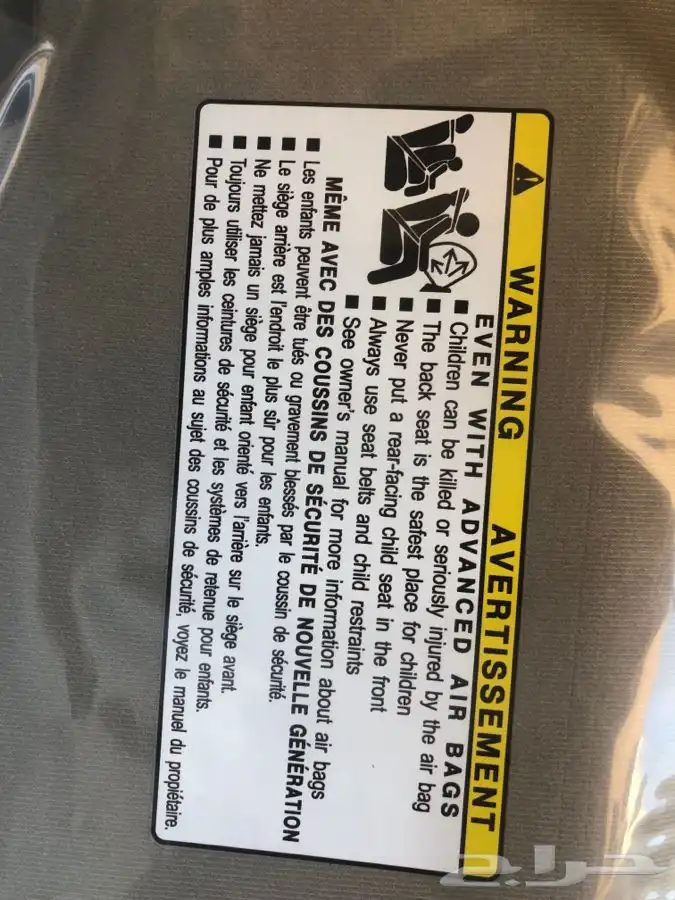 WARNING AVERTISSEMENT
EVEN WITH ADVANCED AIR BAGS
■ Children can be killed or seriously injured by the air bag
■ The back seat is the safest place for children
■ Never put a rear-facing child seat in the front
■ Always use seat belts and child restraints
■ See owner's manual for more information about air bags
MÊME AVEC DES COUSSINS DE SÉCURITÉ DE NOUVELLE GÉNÉRATION
■ Les enfants peuvent être tués ou gravement blessés par le coussin de sécurité.
■ Le siège arrière est l'endroit le plus sûr pour les enfants.
■ Ne mettez jamais un siège pour enfant orienté vers l'arrière sur le siège avant.
■ Toujours utiliser les ceintures de sécurité et les systèmes de retenue pour enfants.
■ Pour de plus amples informations au sujet des coussins de sécurité, voyez le manuel du propiétaire.
حراج